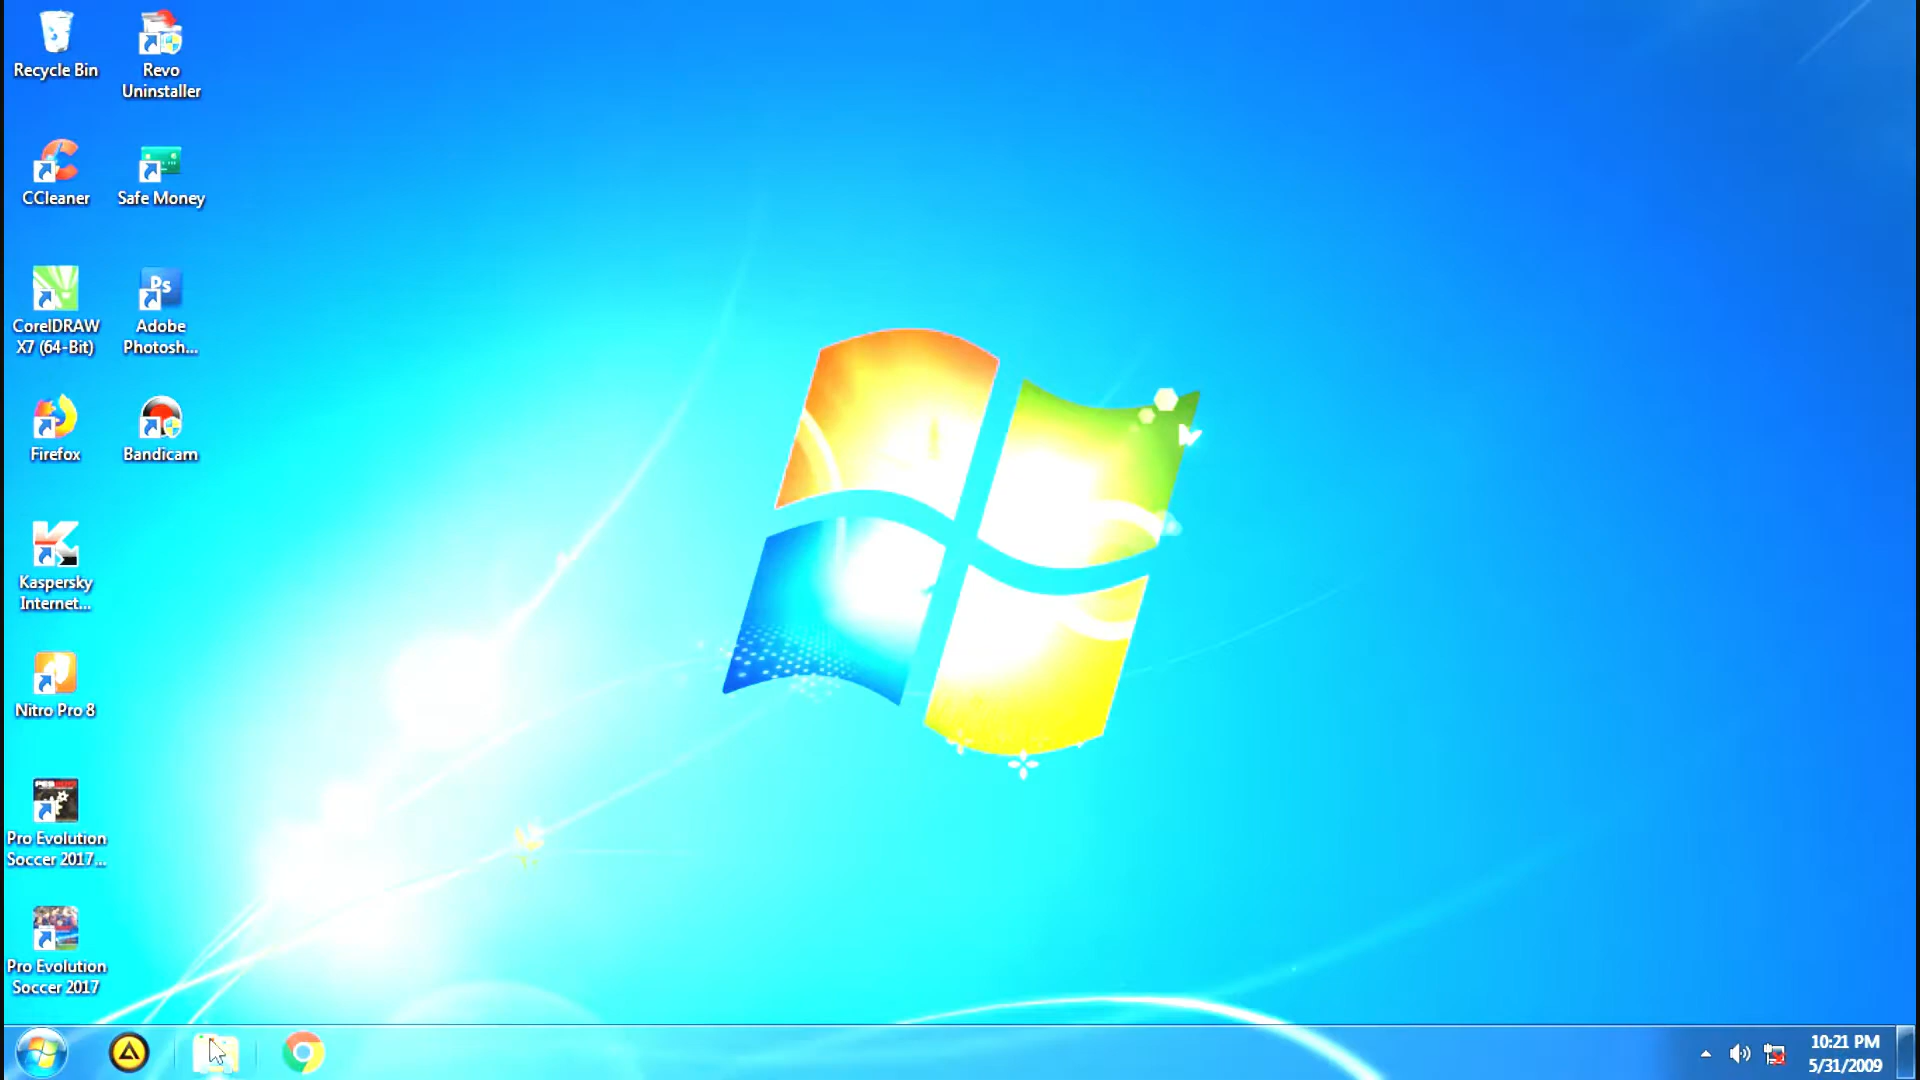 Recycle Bin
Revo
Uninstaller
CCleaner
Safe Money
CorelDRAW
X7 (64-Bit)
Ps
Adobe
Photosh...
Firefox
Bandicam
Kaspersky
Internet...
Nitro Pro 8
Pro Evolution
Soccer 2017...
Pro Evolution
Soccer 2017
10:21 PM
5/31/2009